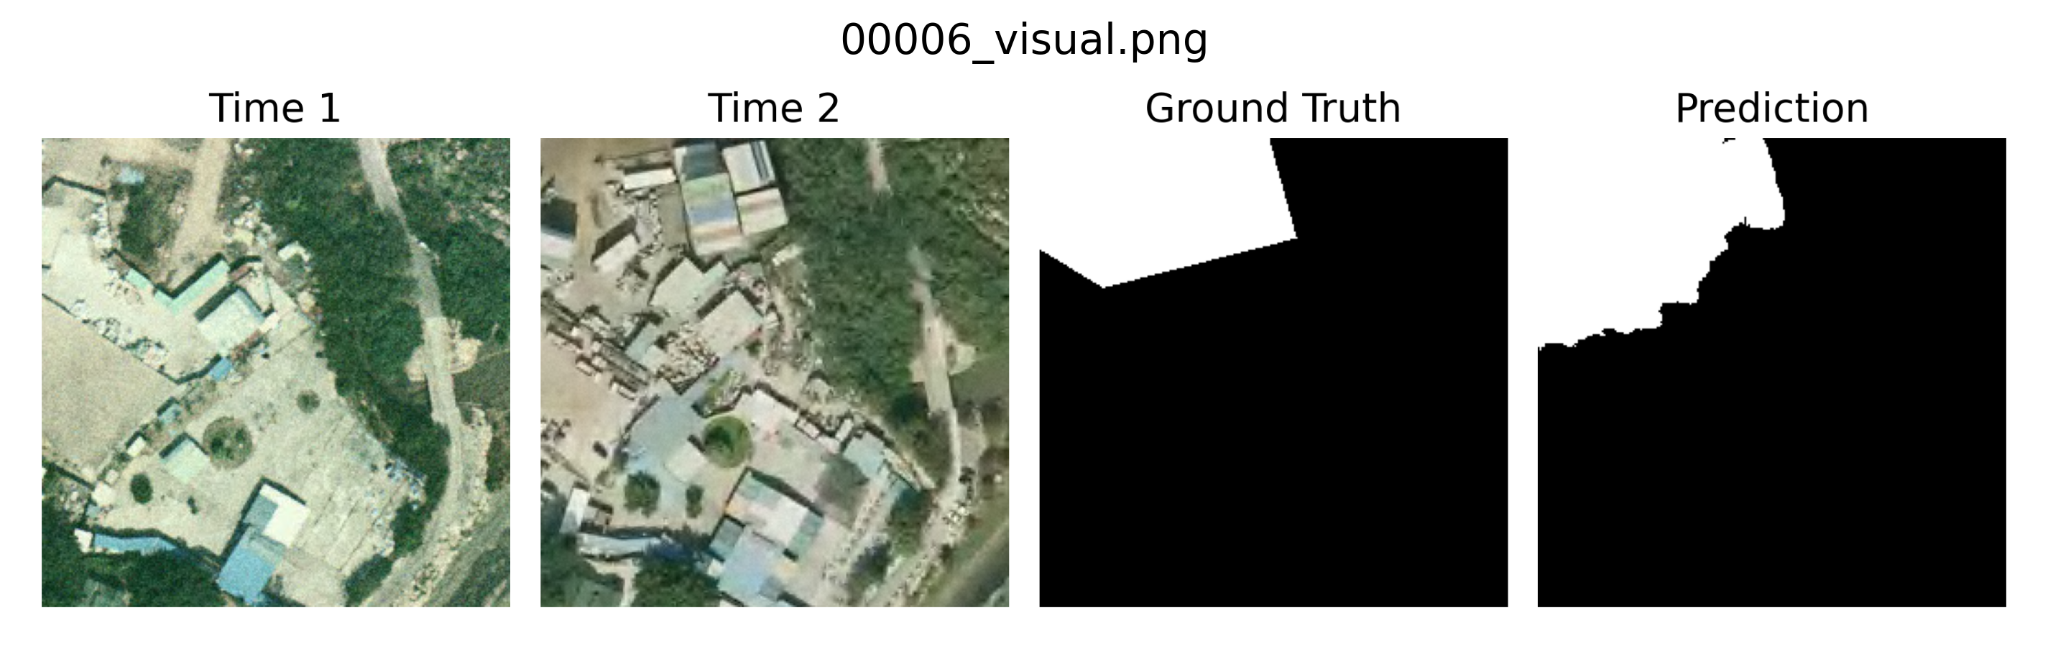 00006_visual.png
Time 1
Time 2
Ground Truth
Prediction